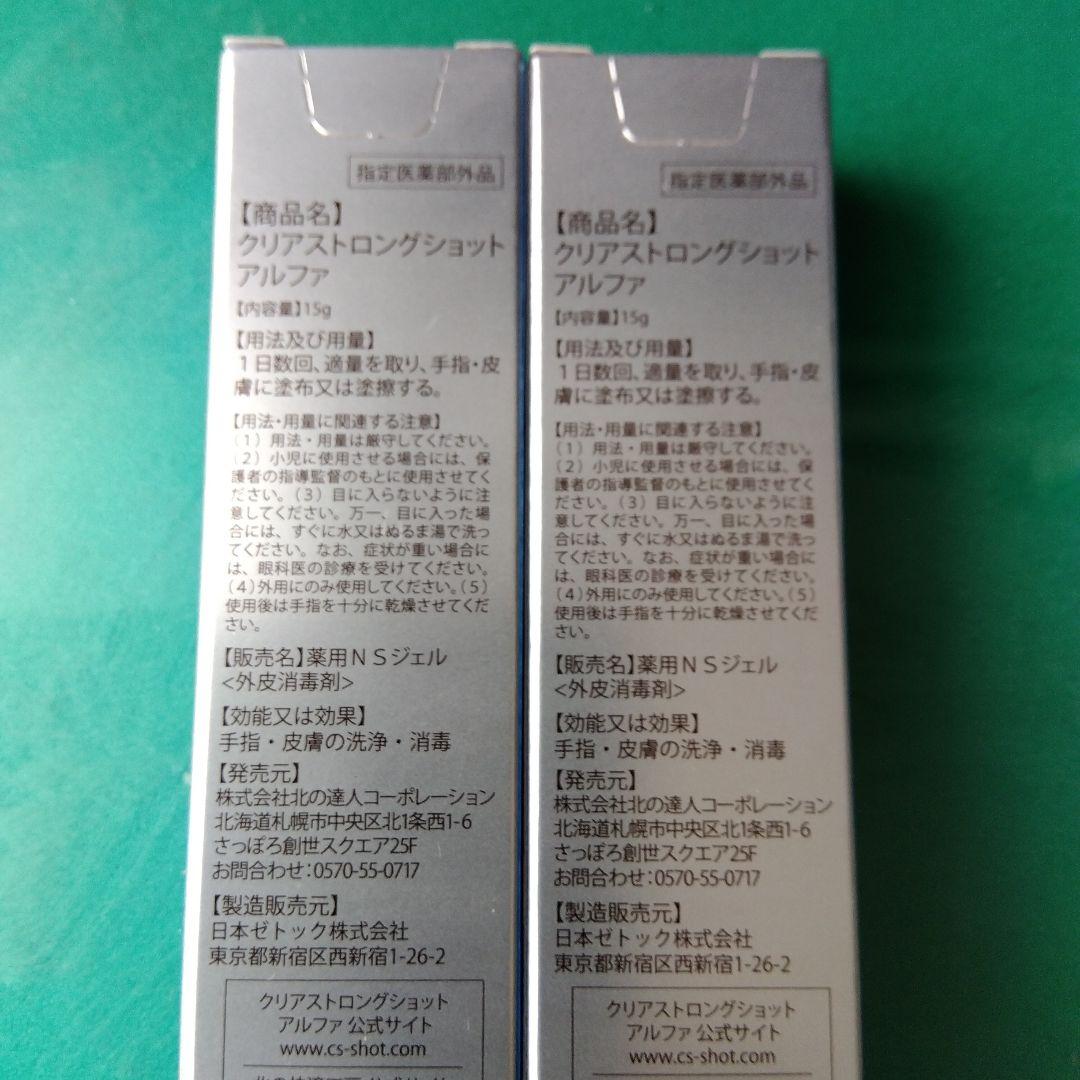 指定医薬部外品
【商品名】
クリアストロングショット
アルファ
【内容量】15g
【用法及び用量】
1日数回、適量を取り、手指・皮
膚に塗布又は塗擦する。
【用法・用量に関連する注意】
（1）用法・用量は厳守してください。
（2）小児に使用させる場合には、保
護者の指導監督のもとに使用させてく
ださい。（3）目に入らないように注
意してください。万一、目に入った場
合には、すぐに水又はぬるま湯で洗っ
てください。なお、症状が重い場合に
は、眼科医の診療を受けてください。
（4）外用にのみ使用してください。（5）
使用後は手指を十分に乾燥させてくだ
さい。
【販売名】薬用NSジェル
<外皮消毒剤>
【効能又は効果】
手指・皮膚の洗浄・消毒
【発売元】
株式会社北の達人コーポレーション
北海道札幌市中央区北1条西1-6
さっぽろ創世スクエア25F
お問合わせ：0570-55-0717
【製造販売元】
日本ゼトック株式会社
東京都新宿区西新宿1-26-2
クリアストロングショット
アルファ 公式サイト
www.cs-shot.com
指定医薬部外品
【商品名】
クリアストロングショット
アルファ
【内容量】15g
【用法及び用量】
1日数回、適量を取り、手指・皮
膚に塗布又は塗擦する。
【用法・用量に関連する注意】
（1）用法・用量は厳守してください。
（2）小児に使用させる場合には、保
護者の指導監督のもとに使用させてく
ださい。（3）目に入らないように注
意してください。万一、目に入った場
合には、すぐに水又はぬるま湯で洗っ
てください。なお、症状が重い場合に
は、眼科医の診療を受けてください。
（4）外用にのみ使用してください。（5）
使用後は手指を十分に乾燥させてくだ
さい。
【販売名】薬用NSジェル
<外皮消毒剤>
【効能又は効果】
手指・皮膚の洗浄・消毒
【発売元】
株式会社北の達人コーポレーション
北海道札幌市中央区北1条西1-6
さっぽろ創世スクエア25F
お問合わせ：0570-55-0717
【製造販売元】
日本ゼトック株式会社
東京都新宿区西新宿1-26-2
クリアストロングショット
アルファ 公式サイト
www.cs-shot.com